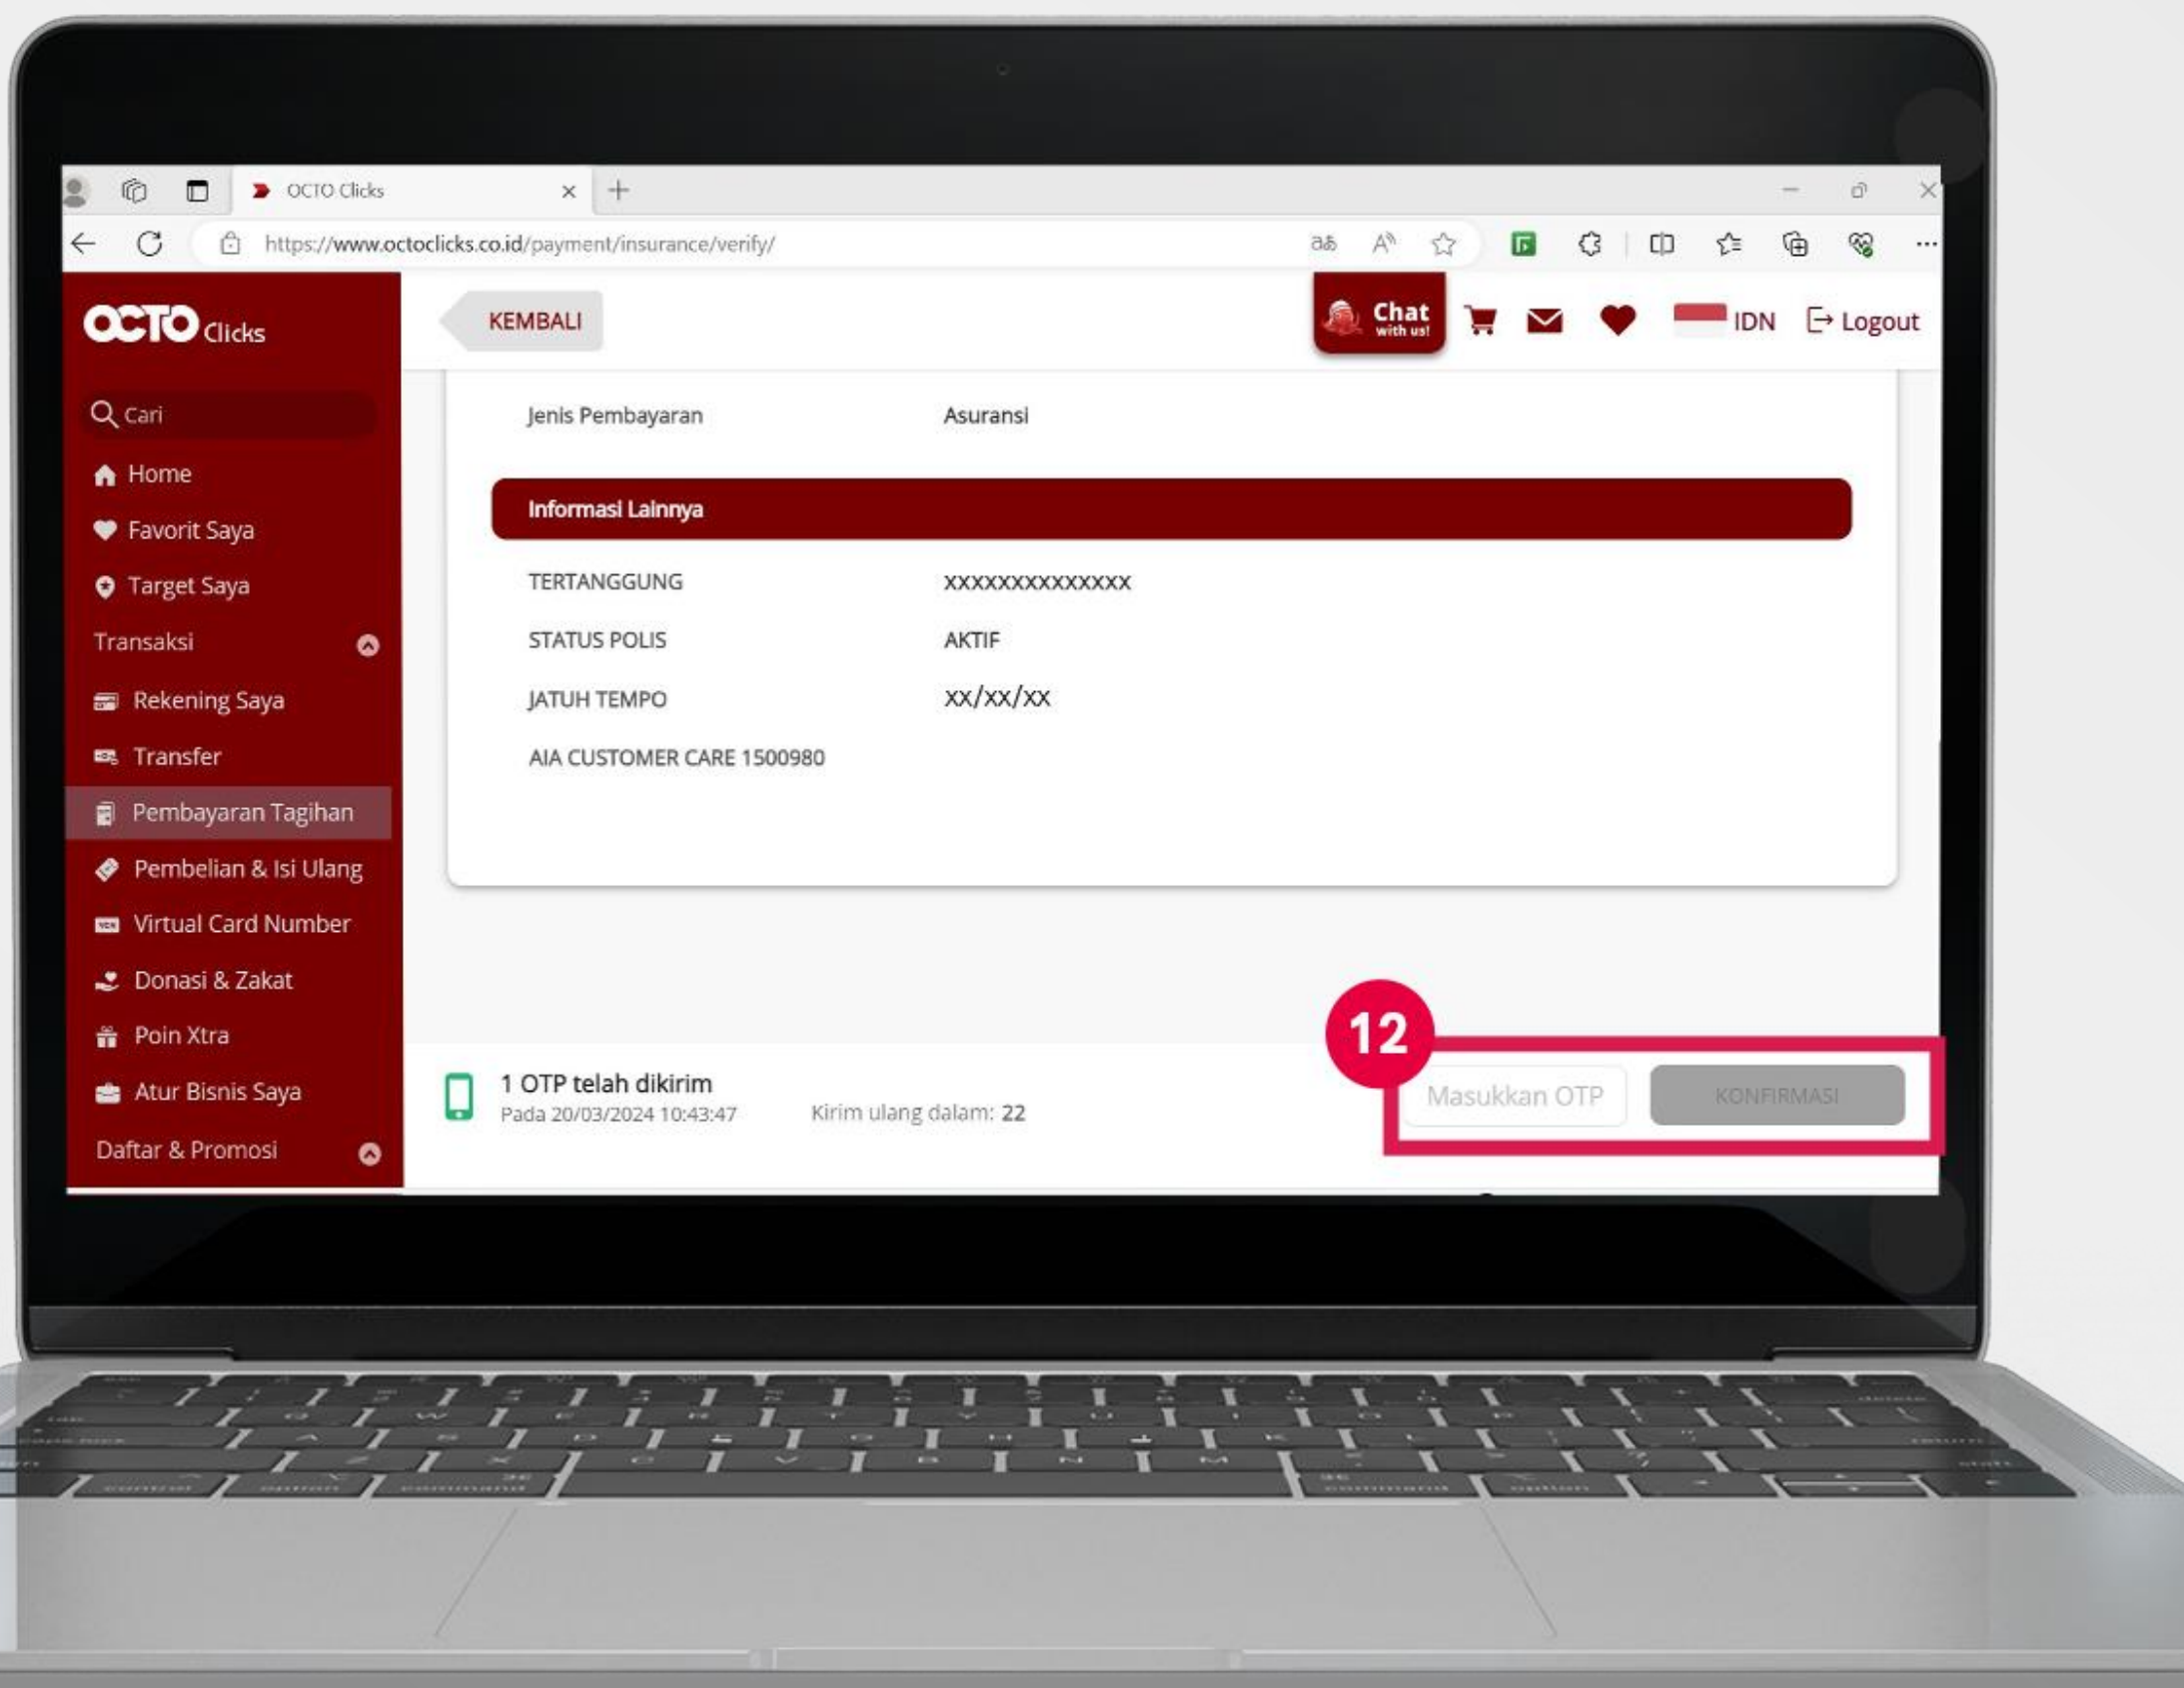 OCTO Clicks
https://www.octoclicks.co.id/payment/insurance/verify/
OCTO Clicks
KEMBALI
Chat with us!
IDN
Logout
Cari
Home
Favorit Saya
Target Saya
Transaksi
Rekening Saya
Transfer
Pembayaran Tagihan
Pembelian & Isi Ulang
Virtual Card Number
Donasi & Zakat
Poin Xtra
Atur Bisnis Saya
Daftar & Promosi
Jenis Pembayaran Asuransi
Informasi Lainnya
TERTANGGUNG xxxxxxxxxxxxxx
STATUS POLIS AKTIF
JATUH TEMPO xx/xx/xx
AIA CUSTOMER CARE 1500980
12
1 OTP telah dikirim
Pada 20/03/2024 10:43:47
Kirim ulang dalam: 22
Masukkan OTP
KONFIRMASI